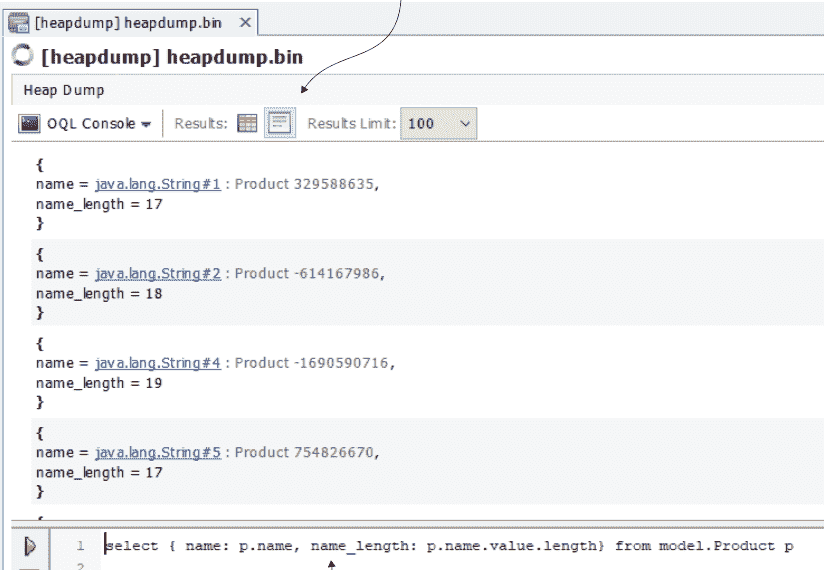 [heapdump] heapdump.bin
[heapdump] heapdump.bin
Heap Dump
OQL Console Results: Results Limit: 100
{
name = java.lang.String#1 : Product 329588635,
name_length = 17
}
{
name = java.lang.String#2 : Product -614167986,
name_length = 18
}
{
name = java.lang.String#4 : Product -1690590716,
name_length = 19
}
{
name = java.lang.String#5 : Product 754826670,
name_length = 17
}
1 select { name: p.name, name_length: p.name.value.length} from model.Product p
2